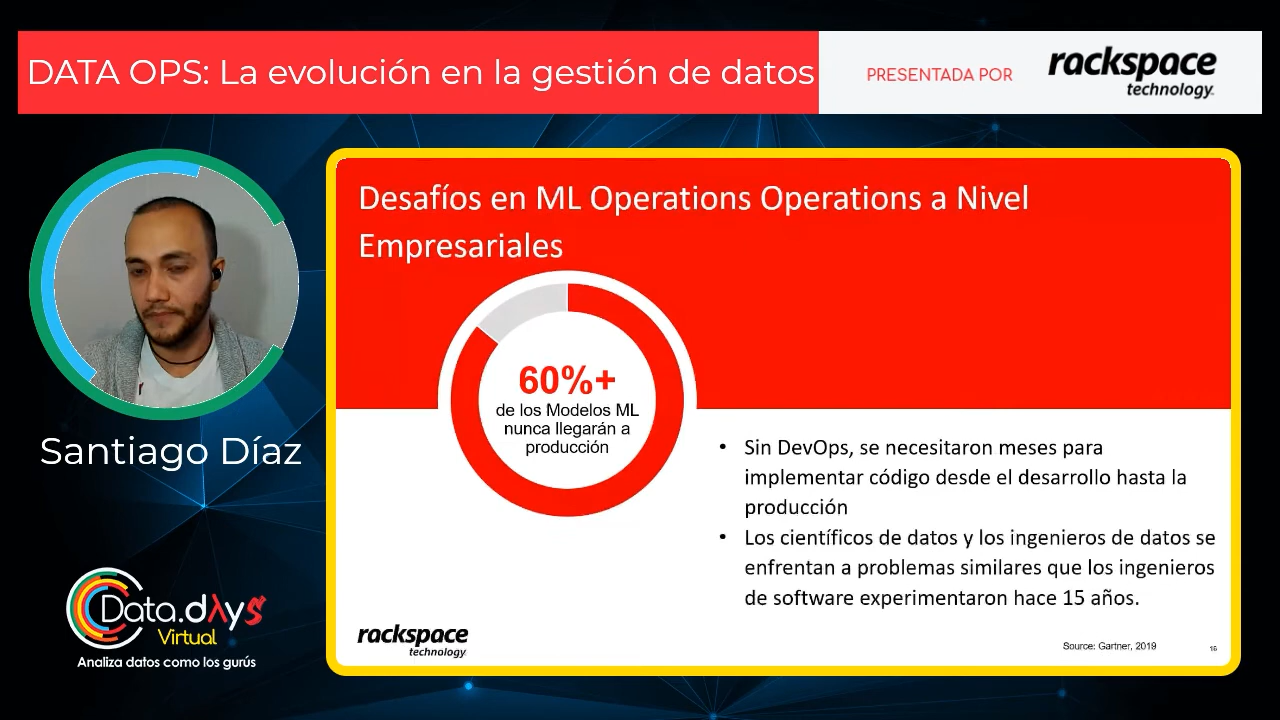 DATA OPS: La evolución en la gestión de datos
PRESENTADA POR
rackspace
technology.
Desafíos en ML Operations Operations a Nivel
Empresariales
60%+
de los Modelos ML
nunca llegarán a
producción
• Sin DevOps, se necesitaron meses para
implementar código desde el desarrollo hasta la
producción
• Los científicos de datos y los ingenieros de datos se
enfrentan a problemas similares que los ingenieros
de software experimentaron hace 15 años.
rackspace
technology.
Source: Gartner, 2019
16
Santiago Díaz
Data.dλys
Virtual
Analiza datos como los gurús